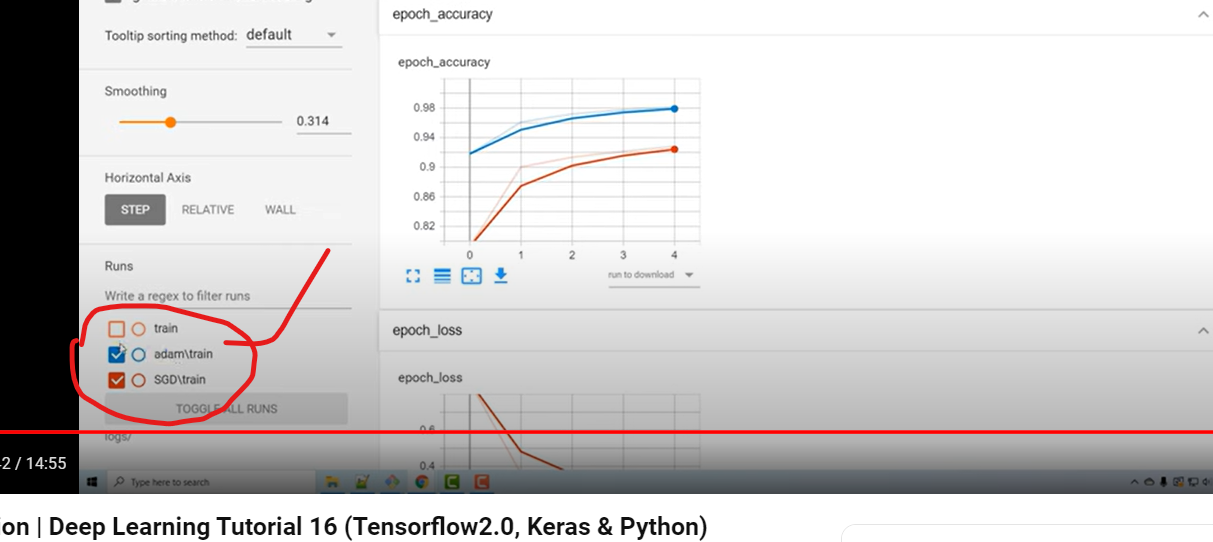 epoch_accuracy
Tooltip sorting method: default
epoch_accuracy
Smoothing
0.314
0.98
0.94
0.9
0.86
0.82
0 1 2 3 4
run to download
Horizontal Axis
STEP RELATIVE WALL
Runs
Write a regex to filter runs
train
adam\train
SGD\train
TOGGLE ALL RUNS
logs/
epoch_loss
epoch_loss
0.6
0.4
2 / 14:55
Type here to search
ion | Deep Learning Tutorial 16 (Tensorflow2.0, Keras & Python)